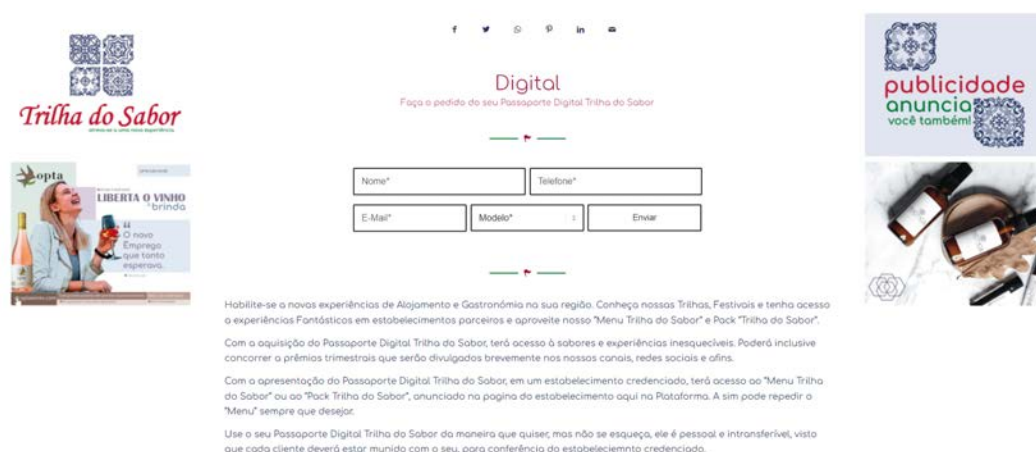 Trilha do Sabor
atreva-se a uma nova experiência
opta
LIBERTA O VINHO
brinda
O novo
Emprego
que tanto
esperava.
Digital
Faça o pedido do seu Passaporte Digital Trilha do Sabor
Nome*
Telefone*
E-Mail*
Modelo*
Enviar
Habilite-se a novas experiências de Alojamento e Gastronómia na sua região. Conheça nossas Trilhas, Festivais e tenha acesso
a experiências Fantásticos em estabelecimentos parceiros e aproveite nosso "Menu Trilha do Sabor" e Pack "Trilha do Sabor".
Com a aquisição do Passaporte Digital Trilha do Sabor, terá acesso à sabores e experiências inesquecíveis. Poderá inclusive
concorrer a prêmios trimestrais que serão divulgados brevemente nos nossos canais, redes sociais e afins.
Com a apresentação do Passaporte Digital Trilha do Sabor, em um estabelecimento credenciado, terá acesso ao "Menu Trilha
do Sabor" ou ao "Pack Trilha do Sabor", anunciado na pagina do estabelecimento aqui na Plataforma. A sim pode repedir o
"Menu" sempre que desejar.
Use o seu Passaporte Digital Trilha do Sabor da maneira que quiser, mas não se esqueça, ele é pessoal e intransferível, visto
que cada cliente deverá estar munido com o seu, para conferência do estabeleciemnto credenciado.
publicidade
anuncia
você também!